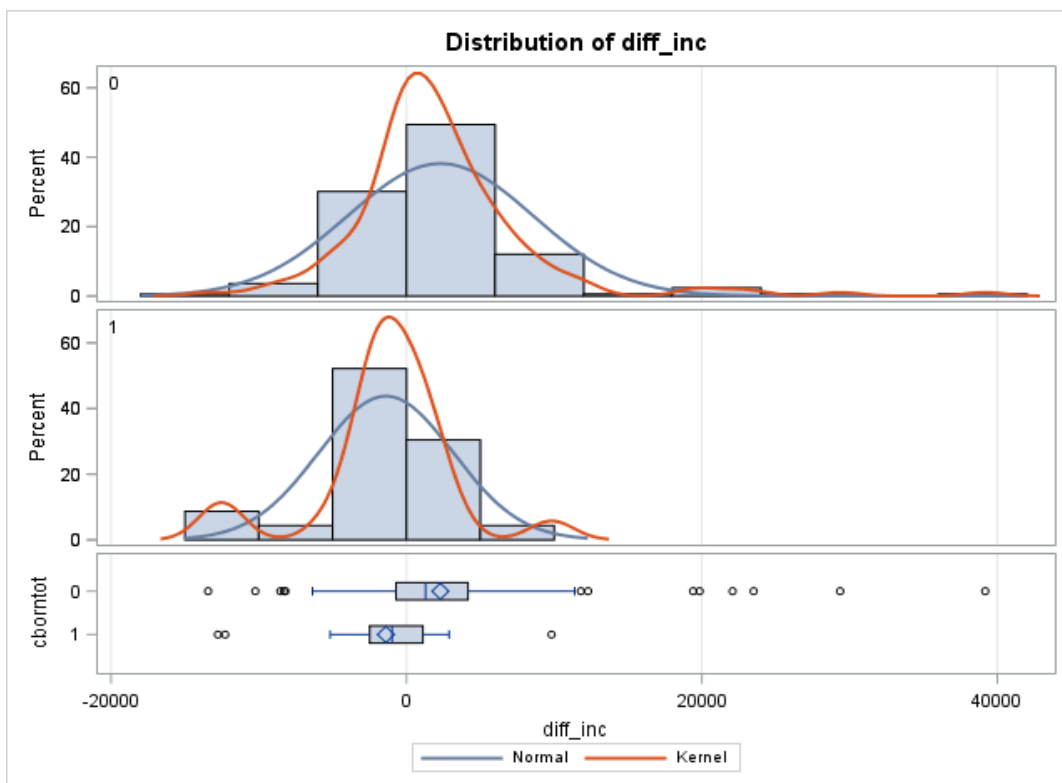 Distribution of diff_inc
0
60
40
20
0
Percent
1
60
40
20
0
Percent
cborntot
0
1
-20000 0 20000 40000
diff_inc
Normal Kernel